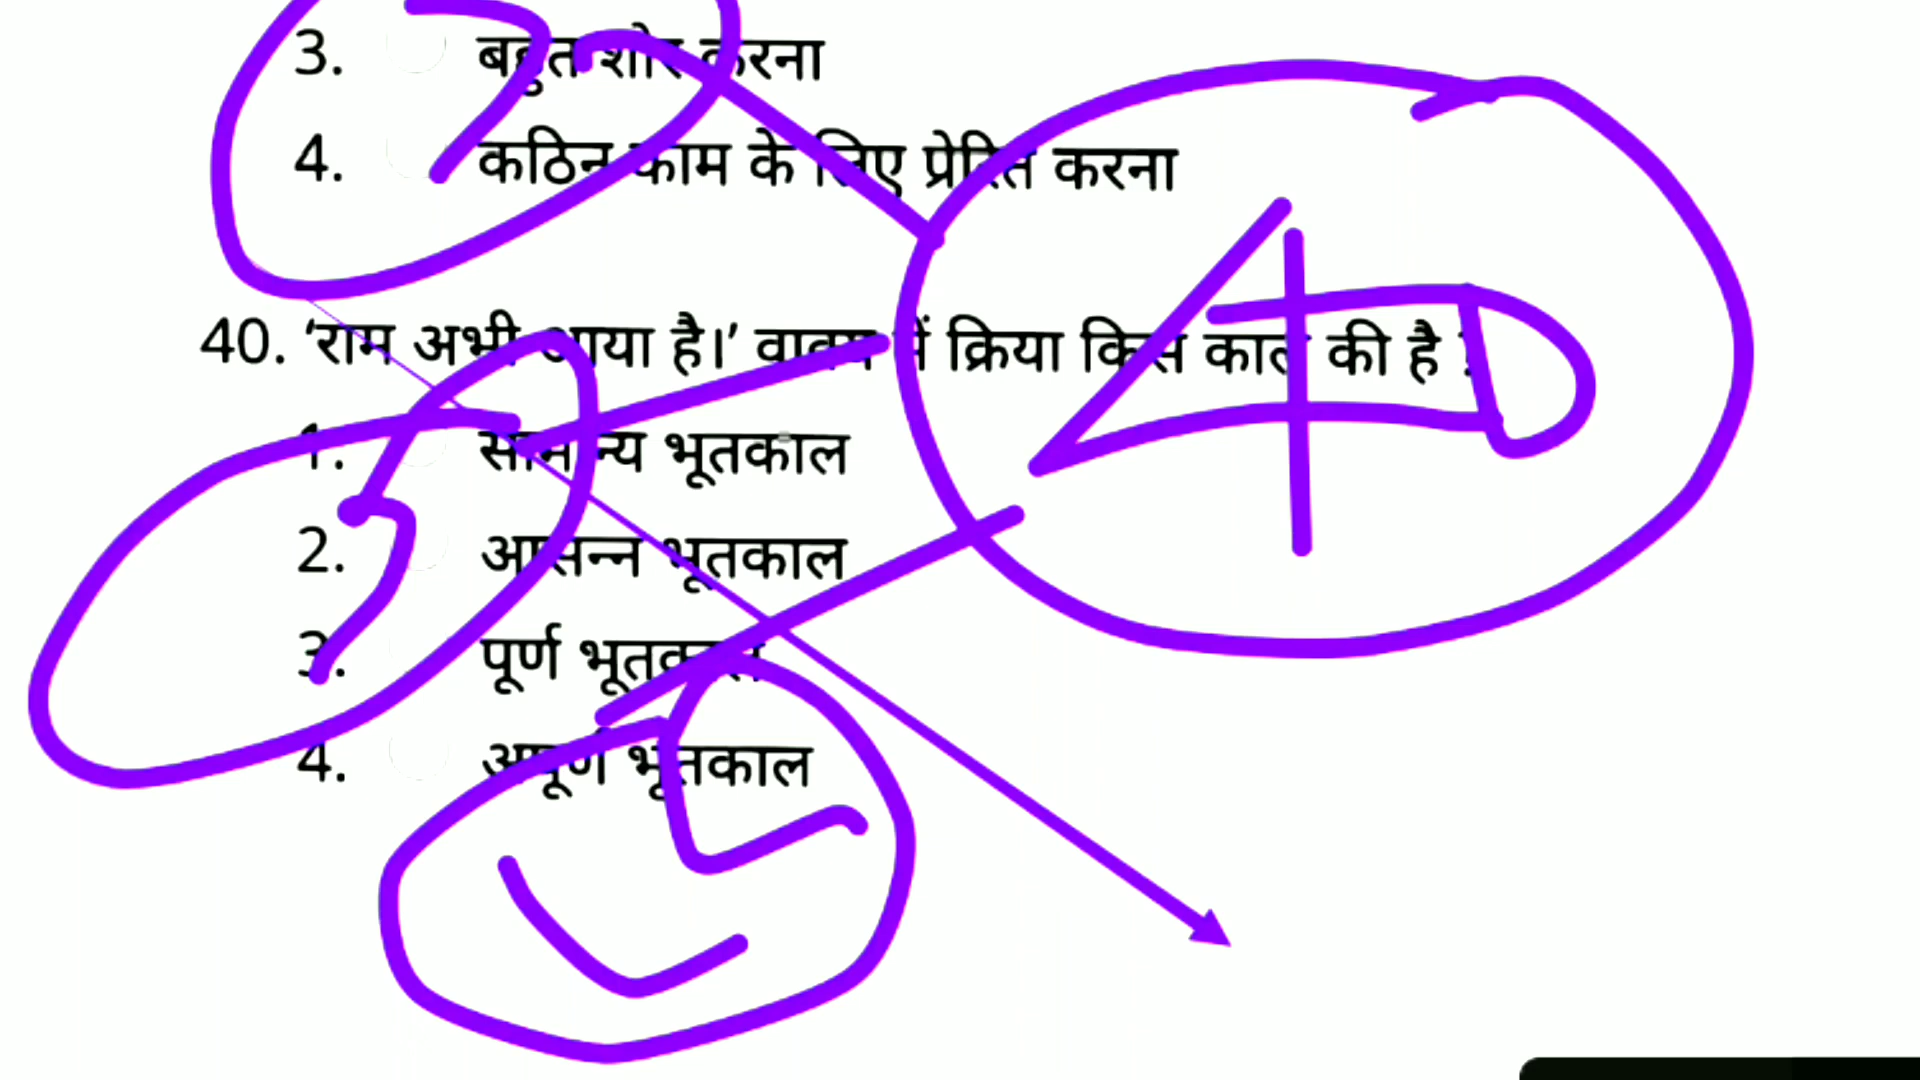 3. बहुत शोर करना
4. कठिन काम के लिए प्रेरित करना
40. ‘राम अभी आया है।’ वाक्य में क्रिया किस काल की है ?
1. सामान्य भूतकाल
2. आसन्न भूतकाल
3. पूर्ण भूतकाल
4. अपूर्ण भूतकाल